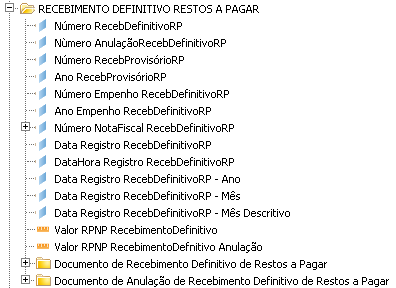 RECEBIMENTO DEFINITIVO RESTOS A PAGAR
Número RecebDefinitivoRP
Nùmero AnulaçãoRecebDefinitivoRP
Número RecebProvisórioRP
Ano RecebProvisórioRP
Número Empenho RecebDefinitivoRP
Ano Empenho RecebDefinitivoRP
Número NotaFiscal RecebDefinitivoRP
Data Registro RecebDefinitivoRP
DataHora Registro RecebDefinitivoRP
Data Registro RecebDefinitivoRP - Ano
Data Registro RecebDefinitivoRP - Mês
Data Registro RecebDefinitivoRP - Mês Descritivo
Valor RPNP RecebimentoDefinitivo
Valor RPNP RecebimentoDefnitivo Anulação
Documento de Recebimento Definitivo de Restos a Pagar
Documento de Anulação de Recebimento Definitivo de Restos a Pagar